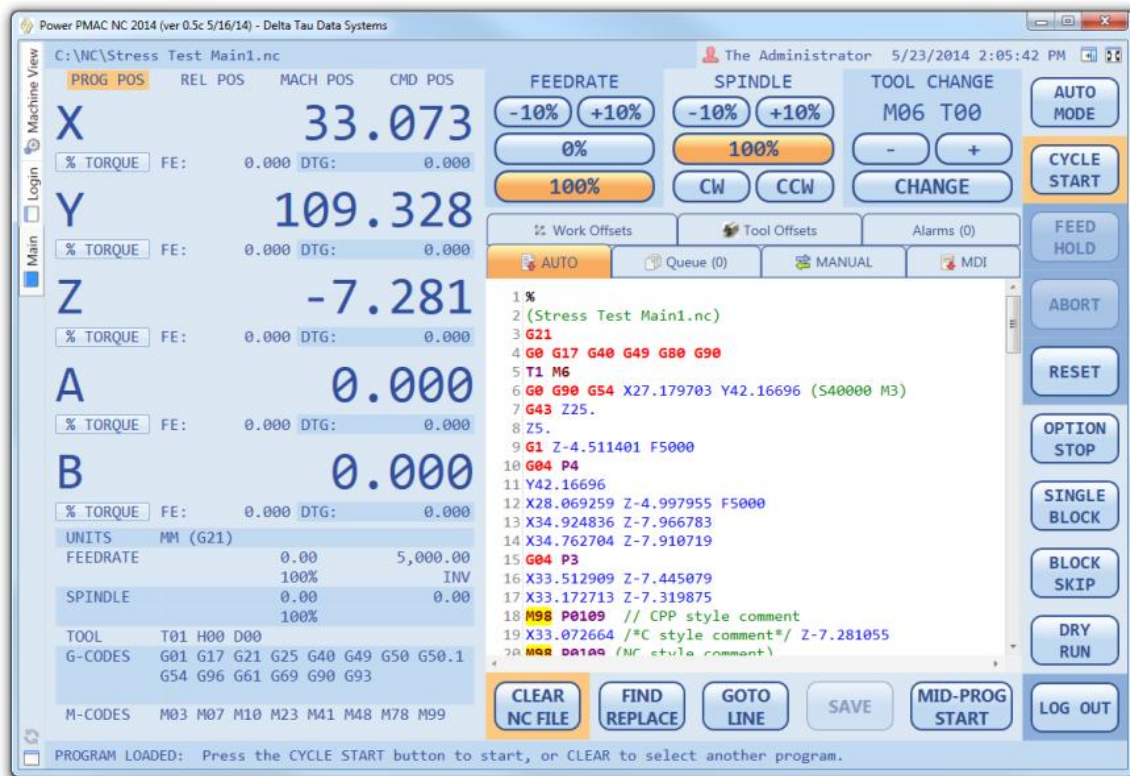 Power PMAC NC 2014 (ver 0.5c 5/16/14) - Delta Tau Data Systems
Machine View
Login
Main
C:\NC\Stress Test Main1.nc
The Administrator 5/23/2014 2:05:42 PM
PROG POS REL POS MACH POS CMD POS
X 33.073
% TORQUE FE: 0.000 DTG: 0.000
Y 109.328
% TORQUE FE: 0.000 DTG: 0.000
Z -7.281
% TORQUE FE: 0.000 DTG: 0.000
A 0.000
% TORQUE FE: 0.000 DTG: 0.000
B 0.000
% TORQUE FE: 0.000 DTG: 0.000
UNITS MM (G21)
FEEDRATE 0.00 5,000.00
100% INV
SPINDLE 0.00 0.00
100%
TOOL T01 H00 D00
G-CODES G01 G17 G21 G25 G40 G49 G50 G50.1
G54 G96 G61 G69 G90 G93
M-CODES M03 M07 M10 M23 M41 M48 M78 M99
FEEDRATE
-10% +10%
0%
100%
SPINDLE
-10% +10%
100%
CW CCW
TOOL CHANGE
M06 T00
- +
CHANGE
Work Offsets Tool Offsets Alarms (0)
AUTO Queue (0) MANUAL MDI
1 %
2 (Stress Test Main1.nc)
3 G21
4 G0 G17 G40 G49 G80 G90
5 T1 M6
6 G0 G90 G54 X27.179703 Y42.16696 (S40000 M3)
7 G43 Z25.
8 Z5.
9 G1 Z-4.511401 F5000
10 G04 P4
11 Y42.16696
12 X28.069259 Z-4.997955 F5000
13 X34.924836 Z-7.966783
14 X34.762704 Z-7.910719
15 G04 P3
16 X33.512909 Z-7.445079
17 X33.172713 Z-7.319875
18 M98 P0109 // CPP style comment
19 X33.072664 /*C style comment*/ Z-7.281055
20 M98 P0109 (NC style comment)
CLEAR NC FILE
FIND REPLACE
GOTO LINE
SAVE
MID-PROG START
AUTO
MODE
CYCLE
START
FEED
HOLD
ABORT
RESET
OPTION
STOP
SINGLE
BLOCK
BLOCK
SKIP
DRY
RUN
LOG OUT
PROGRAM LOADED: Press the CYCLE START button to start, or CLEAR to select another program.